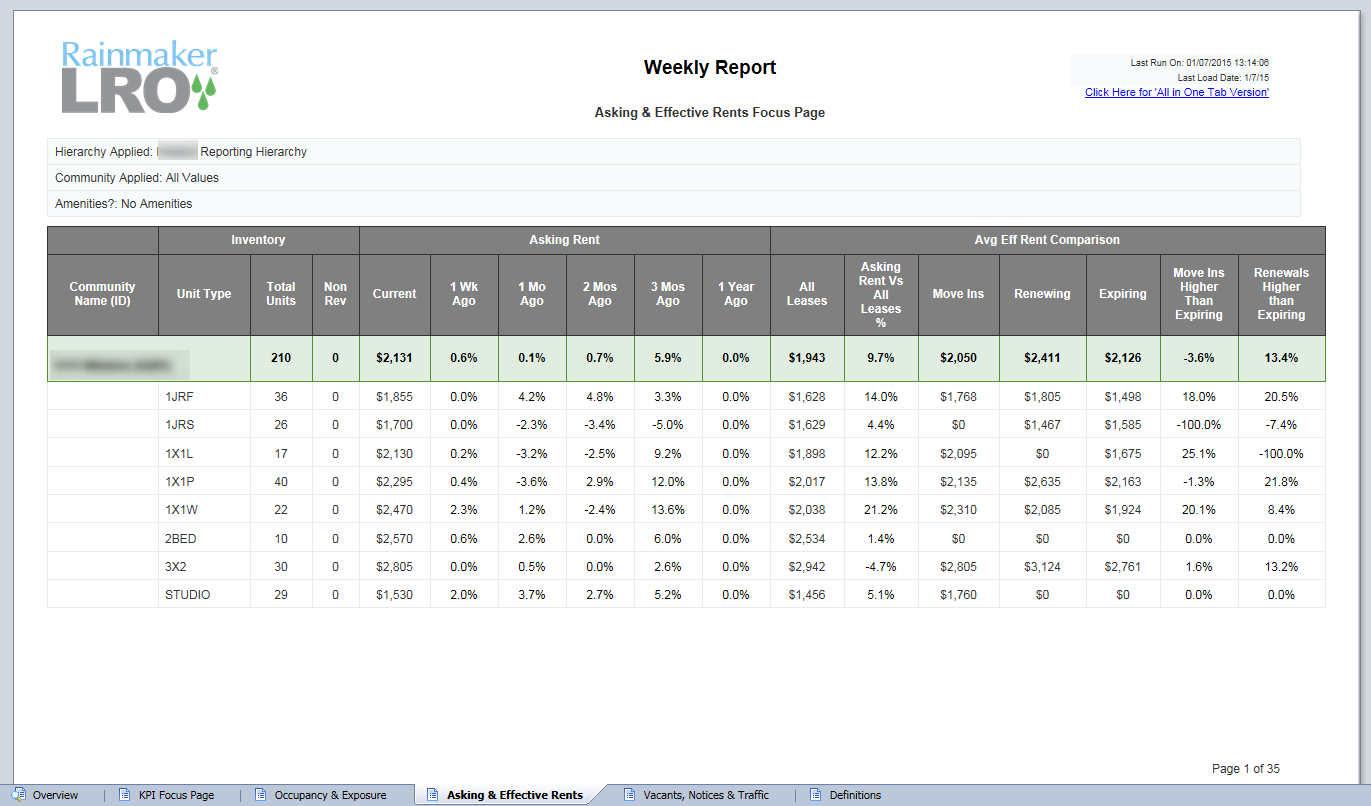 Rainmaker
LRO®
Weekly Report
Asking & Effective Rents Focus Page
Last Run On: 01/07/2015 13:14:06
Last Load Date: 1/7/15
Click Here for 'All in One Tab Version'
Hierarchy Applied: Reporting Hierarchy
Community Applied: All Values
Amenities?: No Amenities
Inventory Asking Rent Avg Eff Rent Comparison
Community Name (ID) Unit Type Total Units Non Rev Current 1 Wk Ago 1 Mo Ago 2 Mos Ago 3 Mos Ago 1 Year Ago All Leases Asking Rent Vs All Leases % Move Ins Renewing Expiring Move Ins Higher Than Expiring Renewals Higher than Expiring
210 0 $2,131 0.6% 0.1% 0.7% 5.9% 0.0% $1,943 9.7% $2,050 $2,411 $2,126 -3.6% 13.4%
1JRF 36 0 $1,855 0.0% 4.2% 4.8% 3.3% 0.0% $1,628 14.0% $1,768 $1,805 $1,498 18.0% 20.5%
1JRS 26 0 $1,700 0.0% -2.3% -3.4% -5.0% 0.0% $1,629 4.4% $0 $1,467 $1,585 -100.0% -7.4%
1X1L 17 0 $2,130 0.2% -3.2% -2.5% 9.2% 0.0% $1,898 12.2% $2,095 $0 $1,675 25.1% -100.0%
1X1P 40 0 $2,295 0.4% -3.6% 2.9% 12.0% 0.0% $2,017 13.8% $2,135 $2,635 $2,163 -1.3% 21.8%
1X1W 22 0 $2,470 2.3% 1.2% -2.4% 13.6% 0.0% $2,038 21.2% $2,310 $2,085 $1,924 20.1% 8.4%
2BED 10 0 $2,570 0.6% 2.6% 0.0% 6.0% 0.0% $2,534 1.4% $0 $0 $0 0.0% 0.0%
3X2 30 0 $2,805 0.0% 0.5% 0.0% 2.6% 0.0% $2,942 -4.7% $2,805 $3,124 $2,761 1.6% 13.2%
STUDIO 29 0 $1,530 2.0% 3.7% 2.7% 5.2% 0.0% $1,456 5.1% $1,760 $0 $0 0.0% 0.0%
Page 1 of 35
Overview KPI Focus Page Occupancy & Exposure Asking & Effective Rents Vacants, Notices & Traffic Definitions